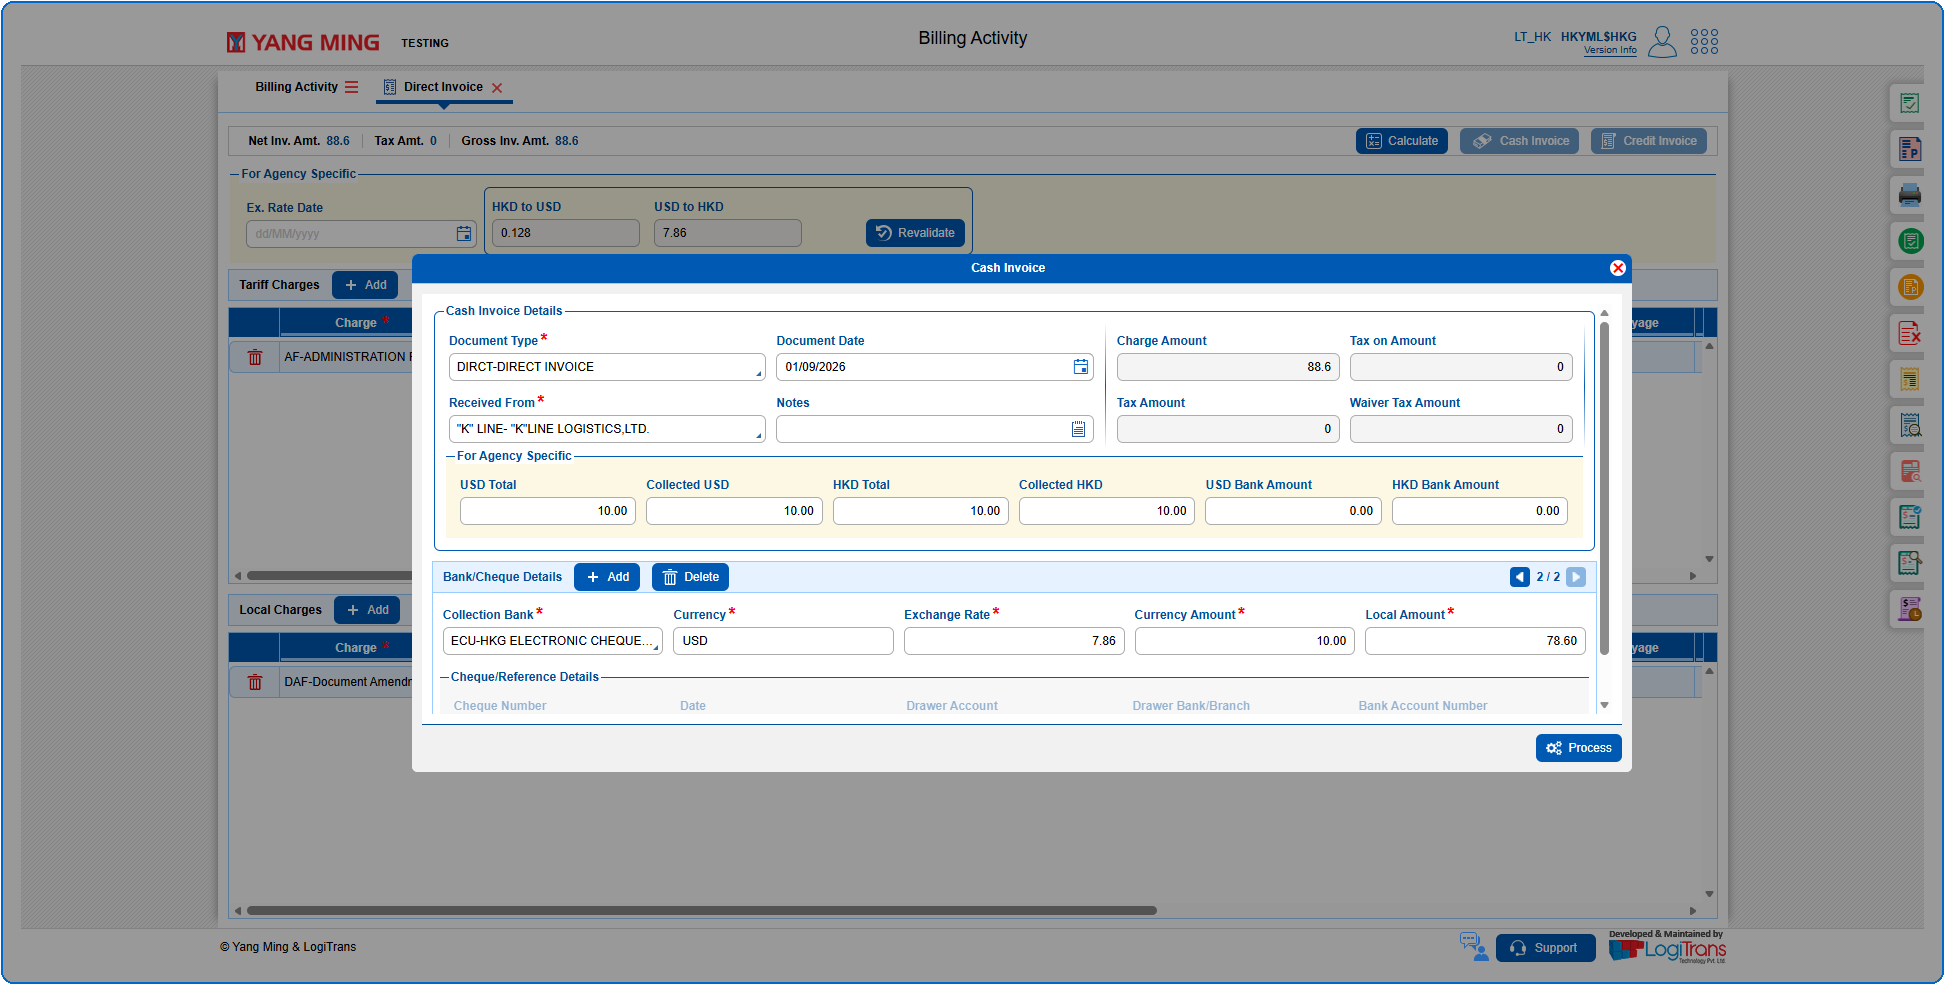 YANG MING TESTING
Billing Activity
LT_HK HKYML$HKG
Version Info
Billing Activity
Direct Invoice
Net Inv. Amt. 88.6 Tax Amt. 0 Gross Inv. Amt. 88.6
Calculate
Cash Invoice
Credit Invoice
For Agency Specific
Ex. Rate Date
dd/MM/yyyy
HKD to USD
0.128
USD to HKD
7.86
Revalidate
Tariff Charges
Add
Charge *
yage
AF-ADMINISTRATION
Cash Invoice
Cash Invoice Details
Document Type *
DIRCT-DIRECT INVOICE
Document Date
01/09/2026
Charge Amount
88.6
Tax on Amount
0
Received From *
"K" LINE- "K"LINE LOGISTICS,LTD.
Notes
Tax Amount
0
Waiver Tax Amount
0
For Agency Specific
USD Total
10.00
Collected USD
10.00
HKD Total
10.00
Collected HKD
10.00
USD Bank Amount
0.00
HKD Bank Amount
0.00
Bank/Cheque Details
Add
Delete
2 / 2
Collection Bank *
ECU-HKG ELECTRONIC CHEQUE...
Currency *
USD
Exchange Rate *
7.86
Currency Amount *
10.00
Local Amount *
78.60
Cheque/Reference Details
Cheque Number
Date
Drawer Account
Drawer Bank/Branch
Bank Account Number
Process
Local Charges
Add
Charge *
yage
DAF-Document Amendm
© Yang Ming & LogiTrans
Support
Developed & Maintained by
LogiTrans
Technology Pvt. Ltd.